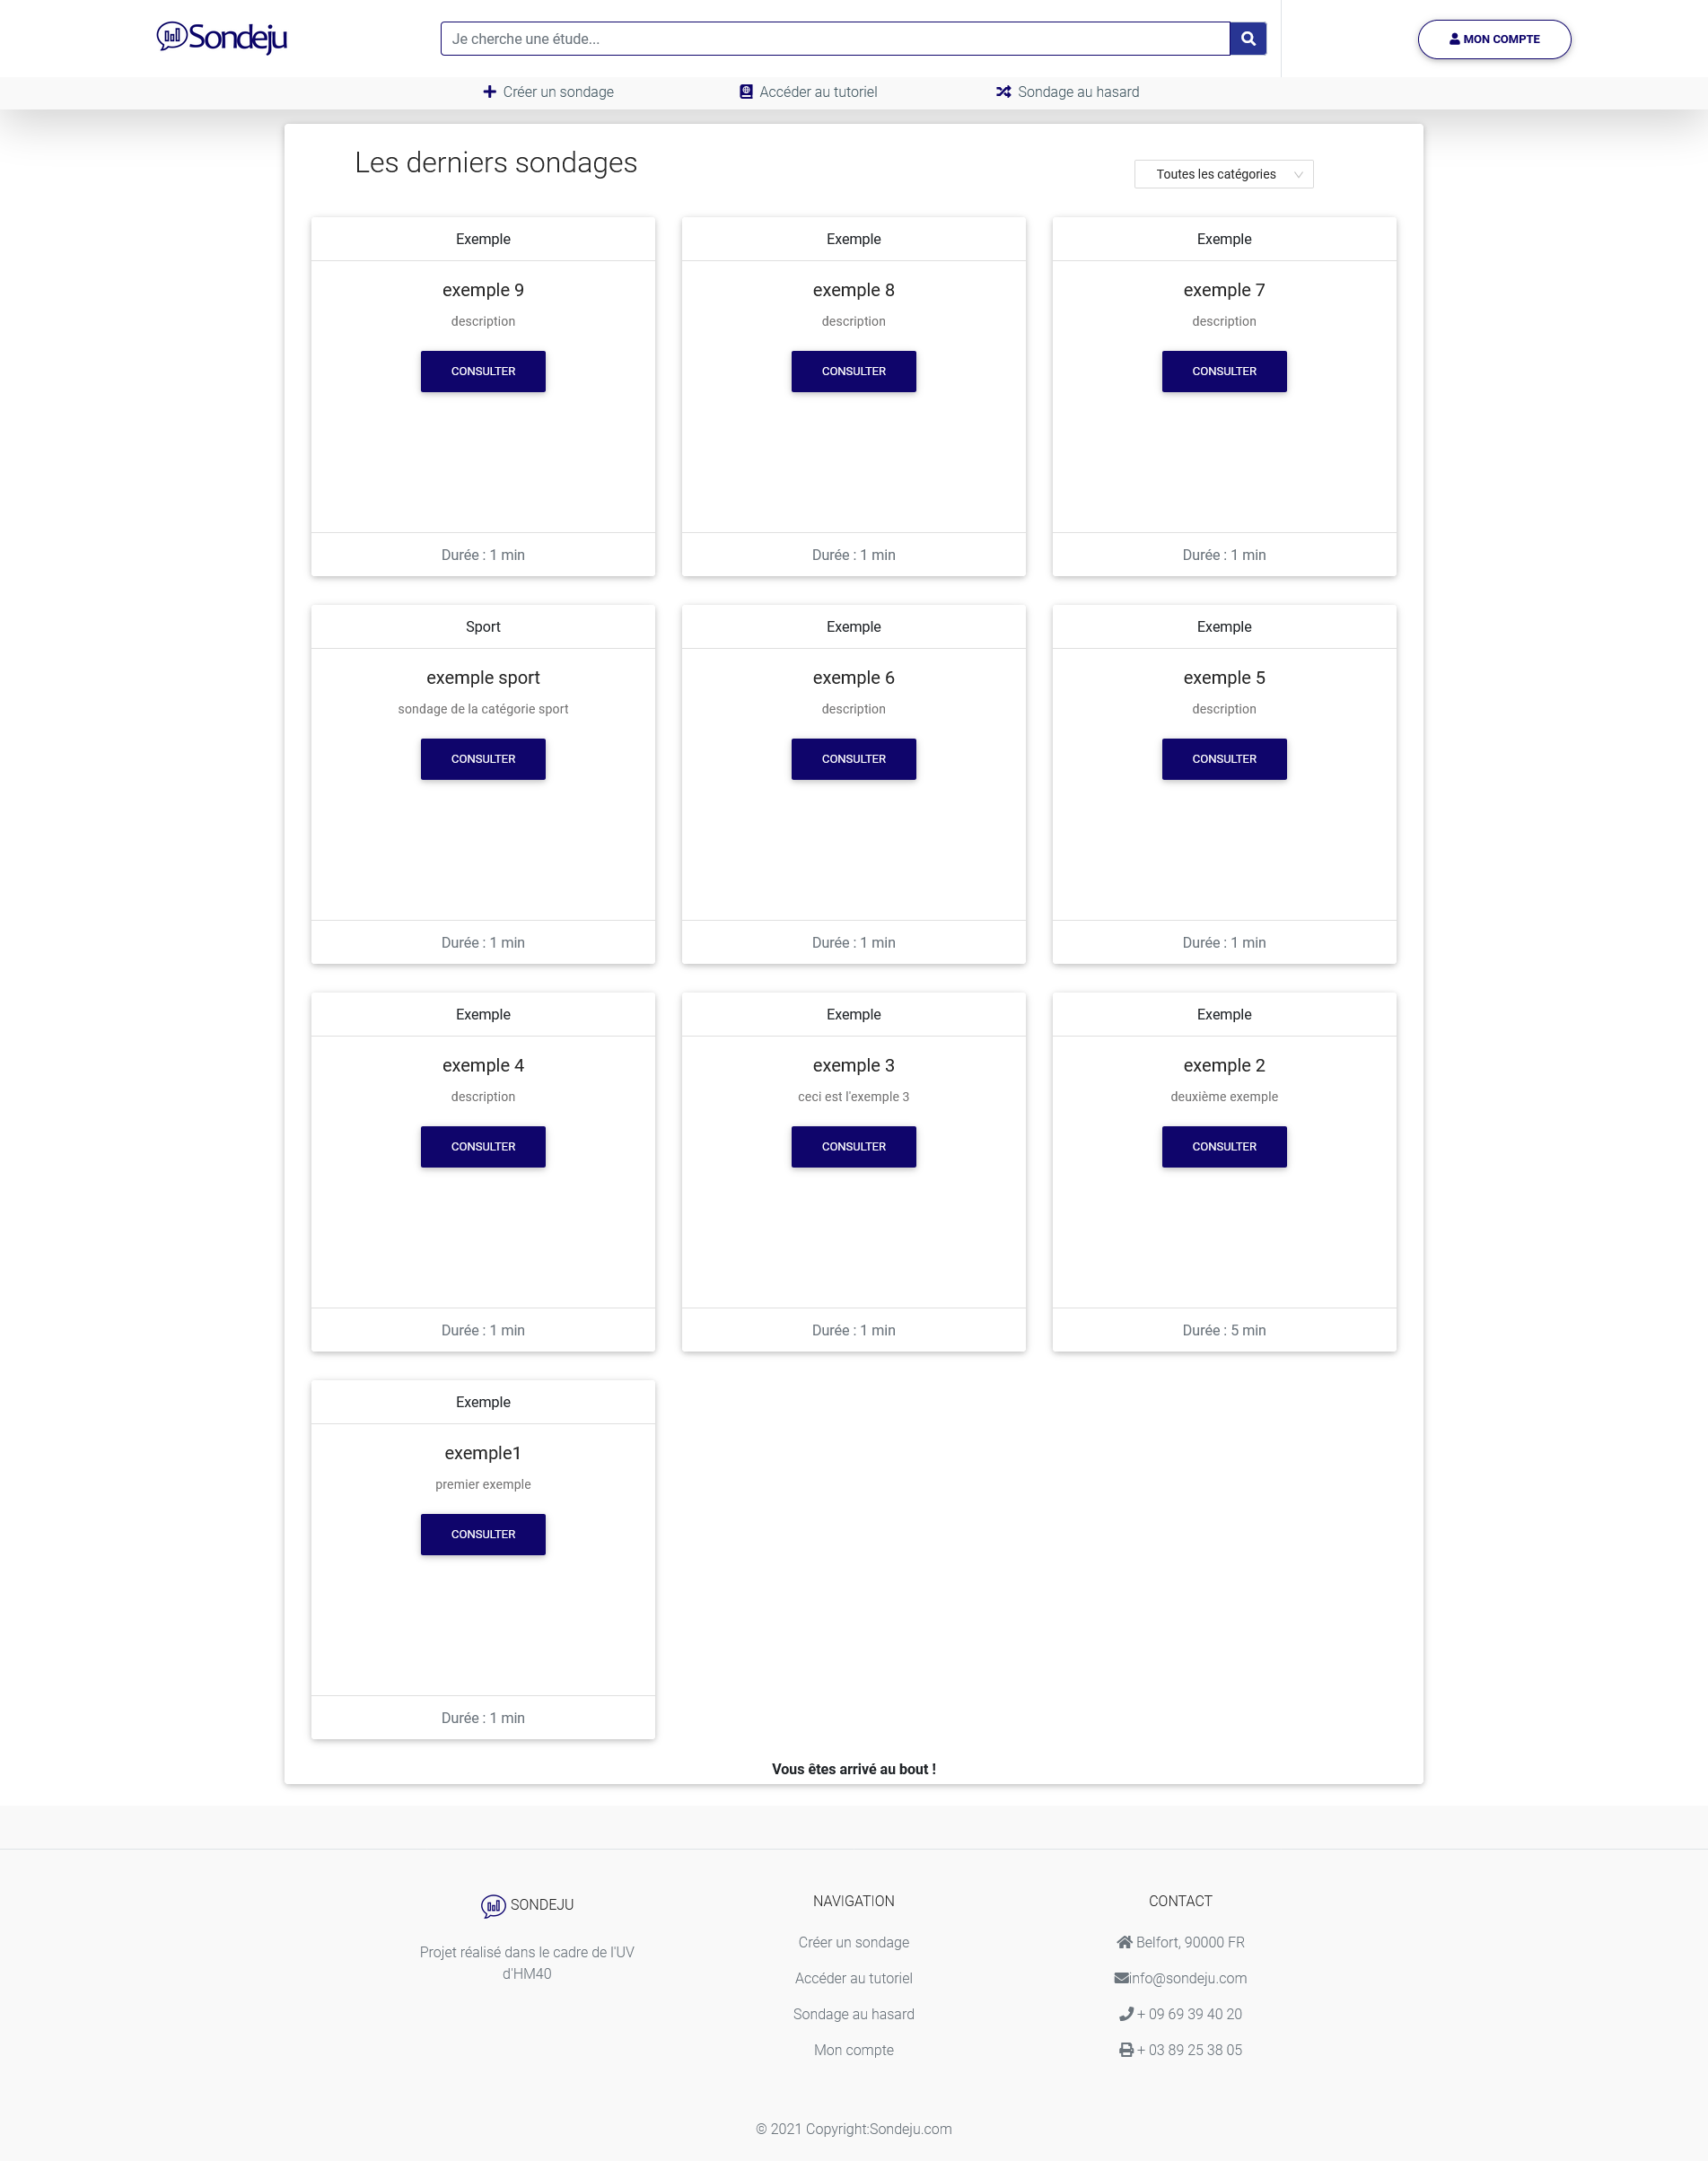 Sondeju
Je cherche une étude...
MON COMPTE
Créer un sondage
Accéder au tutoriel
Sondage au hasard
Les derniers sondages
Toutes les catégories
Exemple
exemple 9
description
CONSULTER
Durée : 1 min
Exemple
exemple 8
description
CONSULTER
Durée : 1 min
Exemple
exemple 7
description
CONSULTER
Durée : 1 min
Sport
exemple sport
sondage de la catégorie sport
CONSULTER
Durée : 1 min
Exemple
exemple 6
description
CONSULTER
Durée : 1 min
Exemple
exemple 5
description
CONSULTER
Durée : 1 min
Exemple
exemple 4
description
CONSULTER
Durée : 1 min
Exemple
exemple 3
ceci est l'exemple 3
CONSULTER
Durée : 1 min
Exemple
exemple 2
deuxième exemple
CONSULTER
Durée : 5 min
Exemple
exemple1
premier exemple
CONSULTER
Durée : 1 min
Vous êtes arrivé au bout !
SONDEJU
Projet réalisé dans le cadre de l'UV
d'HM40
NAVIGATION
Créer un sondage
Accéder au tutoriel
Sondage au hasard
Mon compte
CONTACT
Belfort, 90000 FR
info@sondeju.com
+ 09 69 39 40 20
+ 03 89 25 38 05
© 2021 Copyright:Sondeju.com